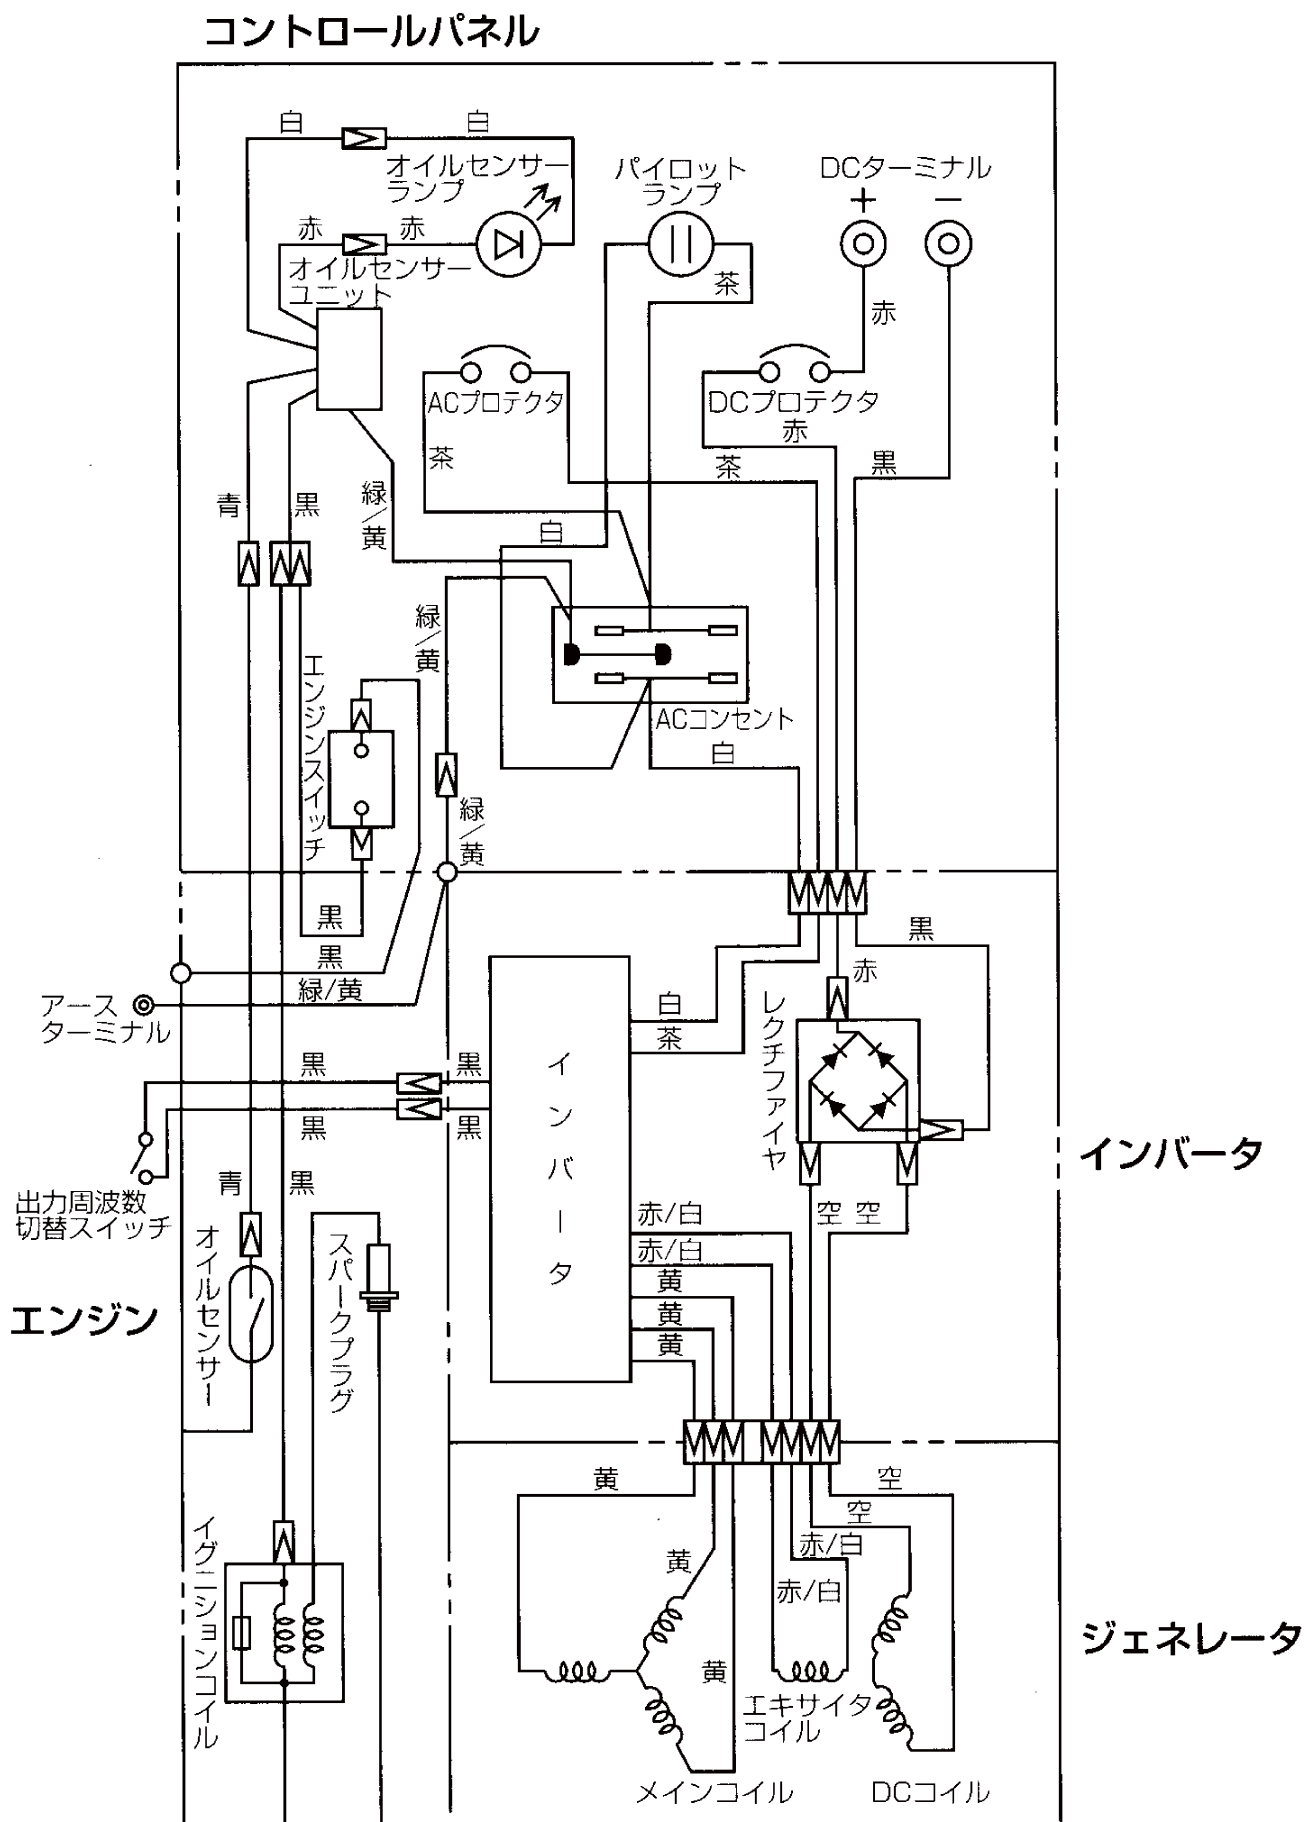 コントロールパネル
白
白
オイルセンサー
ランプ
パイロット
ランプ
DCターミナル
＋
－
赤
赤
オイルセンサー
ユニット
茶
赤
ACプロテクタ
DCプロテクタ
赤
茶
茶
黒
青
黒
緑/黄
白
緑/黄
エンジンスイッチ
ACコンセント
白
緑/黄
黒
黒
黒
緑/黄
赤
アース
ターミナル
白
茶
レクチファイヤ
インバータ
黒
黒
黒
黒
インバータ
出力周波数
切替スイッチ
青
黒
赤/白
空
空
赤/白
黄
黄
黄
オイルセンサー
スパークプラグ
エンジン
黄
空
空
赤/白
黄
赤/白
イグニションコイル
ジェネレータ
黄
エキサイタ
コイル
メインコイル
DCコイル